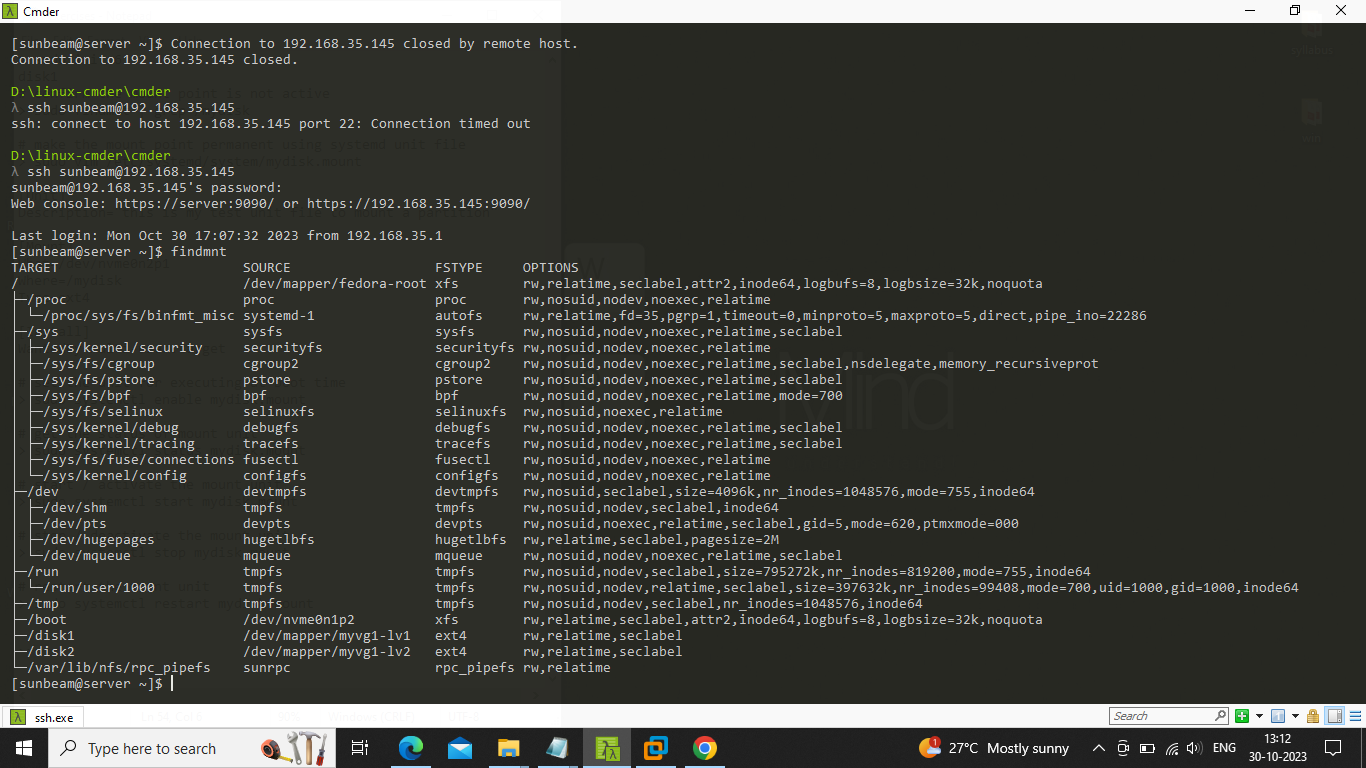 Cmder
[sunbeam@server ~]$ Connection to 192.168.35.145 closed by remote host.
Connection to 192.168.35.145 closed.
D:\linux-cmder\cmder
λ ssh sunbeam@192.168.35.145
ssh: connect to host 192.168.35.145 port 22: Connection timed out
D:\linux-cmder\cmder
λ ssh sunbeam@192.168.35.145
sunbeam@192.168.35.145's password:
Web console: https://server:9090/ or https://192.168.35.145:9090/
Last login: Mon Oct 30 17:07:32 2023 from 192.168.35.1
[sunbeam@server ~]$ findmnt
TARGET SOURCE FSTYPE OPTIONS
/ /dev/mapper/fedora-root xfs rw,relatime,seclabel,attr2,inode64,logbufs=8,logbsize=32k,noquota
├─/proc proc proc rw,nosuid,nodev,noexec,relatime
│ └─/proc/sys/fs/binfmt_misc systemd-1 autofs rw,relatime,fd=35,pgrp=1,timeout=0,minproto=5,maxproto=5,direct,pipe_ino=22286
├─/sys sysfs sysfs rw,nosuid,nodev,noexec,relatime,seclabel
│ ├─/sys/kernel/security securityfs securityfs rw,nosuid,nodev,noexec,relatime
│ ├─/sys/fs/cgroup cgroup2 cgroup2 rw,nosuid,nodev,noexec,relatime,seclabel,nsdelegate,memory_recursiveprot
│ ├─/sys/fs/pstore pstore pstore rw,nosuid,nodev,noexec,relatime,seclabel
│ ├─/sys/fs/bpf bpf bpf rw,nosuid,nodev,noexec,relatime,mode=700
│ ├─/sys/fs/selinux selinuxfs selinuxfs rw,nosuid,noexec,relatime
│ ├─/sys/kernel/debug debugfs debugfs rw,nosuid,nodev,noexec,relatime,seclabel
│ ├─/sys/kernel/tracing tracefs tracefs rw,nosuid,nodev,noexec,relatime,seclabel
│ ├─/sys/fs/fuse/connections fusectl fusectl rw,nosuid,nodev,noexec,relatime
│ └─/sys/kernel/config configfs configfs rw,nosuid,nodev,noexec,relatime
├─/dev devtmpfs devtmpfs rw,nosuid,seclabel,size=4096k,nr_inodes=1048576,mode=755,inode64
│ ├─/dev/shm tmpfs tmpfs rw,nosuid,nodev,seclabel,inode64
│ ├─/dev/pts devpts devpts rw,nosuid,noexec,relatime,seclabel,gid=5,mode=620,ptmxmode=000
│ ├─/dev/hugepages hugetlbfs hugetlbfs rw,relatime,seclabel,pagesize=2M
│ └─/dev/mqueue mqueue mqueue rw,nosuid,nodev,noexec,relatime,seclabel
├─/run tmpfs tmpfs rw,nosuid,nodev,seclabel,size=795272k,nr_inodes=819200,mode=755,inode64
│ └─/run/user/1000 tmpfs tmpfs rw,nosuid,nodev,relatime,seclabel,size=397632k,nr_inodes=99408,mode=700,uid=1000,gid=1000,inode64
├─/tmp tmpfs tmpfs rw,nosuid,nodev,seclabel,nr_inodes=1048576,inode64
├─/boot /dev/nvme0n1p2 xfs rw,relatime,seclabel,attr2,inode64,logbufs=8,logbsize=32k,noquota
├─/disk1 /dev/mapper/myvg1-lv1 ext4 rw,relatime,seclabel
├─/disk2 /dev/mapper/myvg1-lv2 ext4 rw,relatime,seclabel
└─/var/lib/nfs/rpc_pipefs sunrpc rpc_pipefs rw,relatime
[sunbeam@server ~]$
ssh.exe Search
Type here to search 27°C Mostly sunny ENG 13:12
30-10-2023